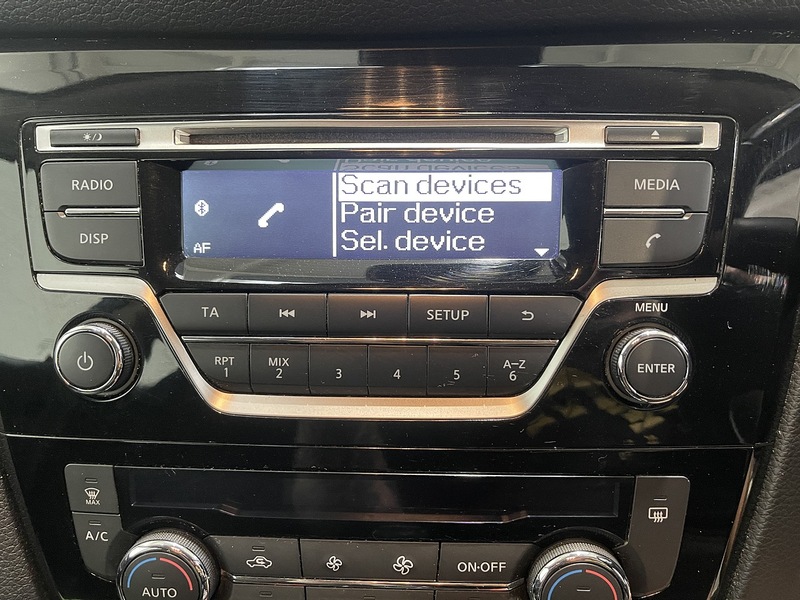 RADIO
DISP
AF
Scan devices
Pair device
Sel. device
MEDIA
TA
SETUP
MENU
RPT
1
MIX
2
3
4
5
A–Z
6
ENTER
MAX
A/C
AUTO
ON·OFF